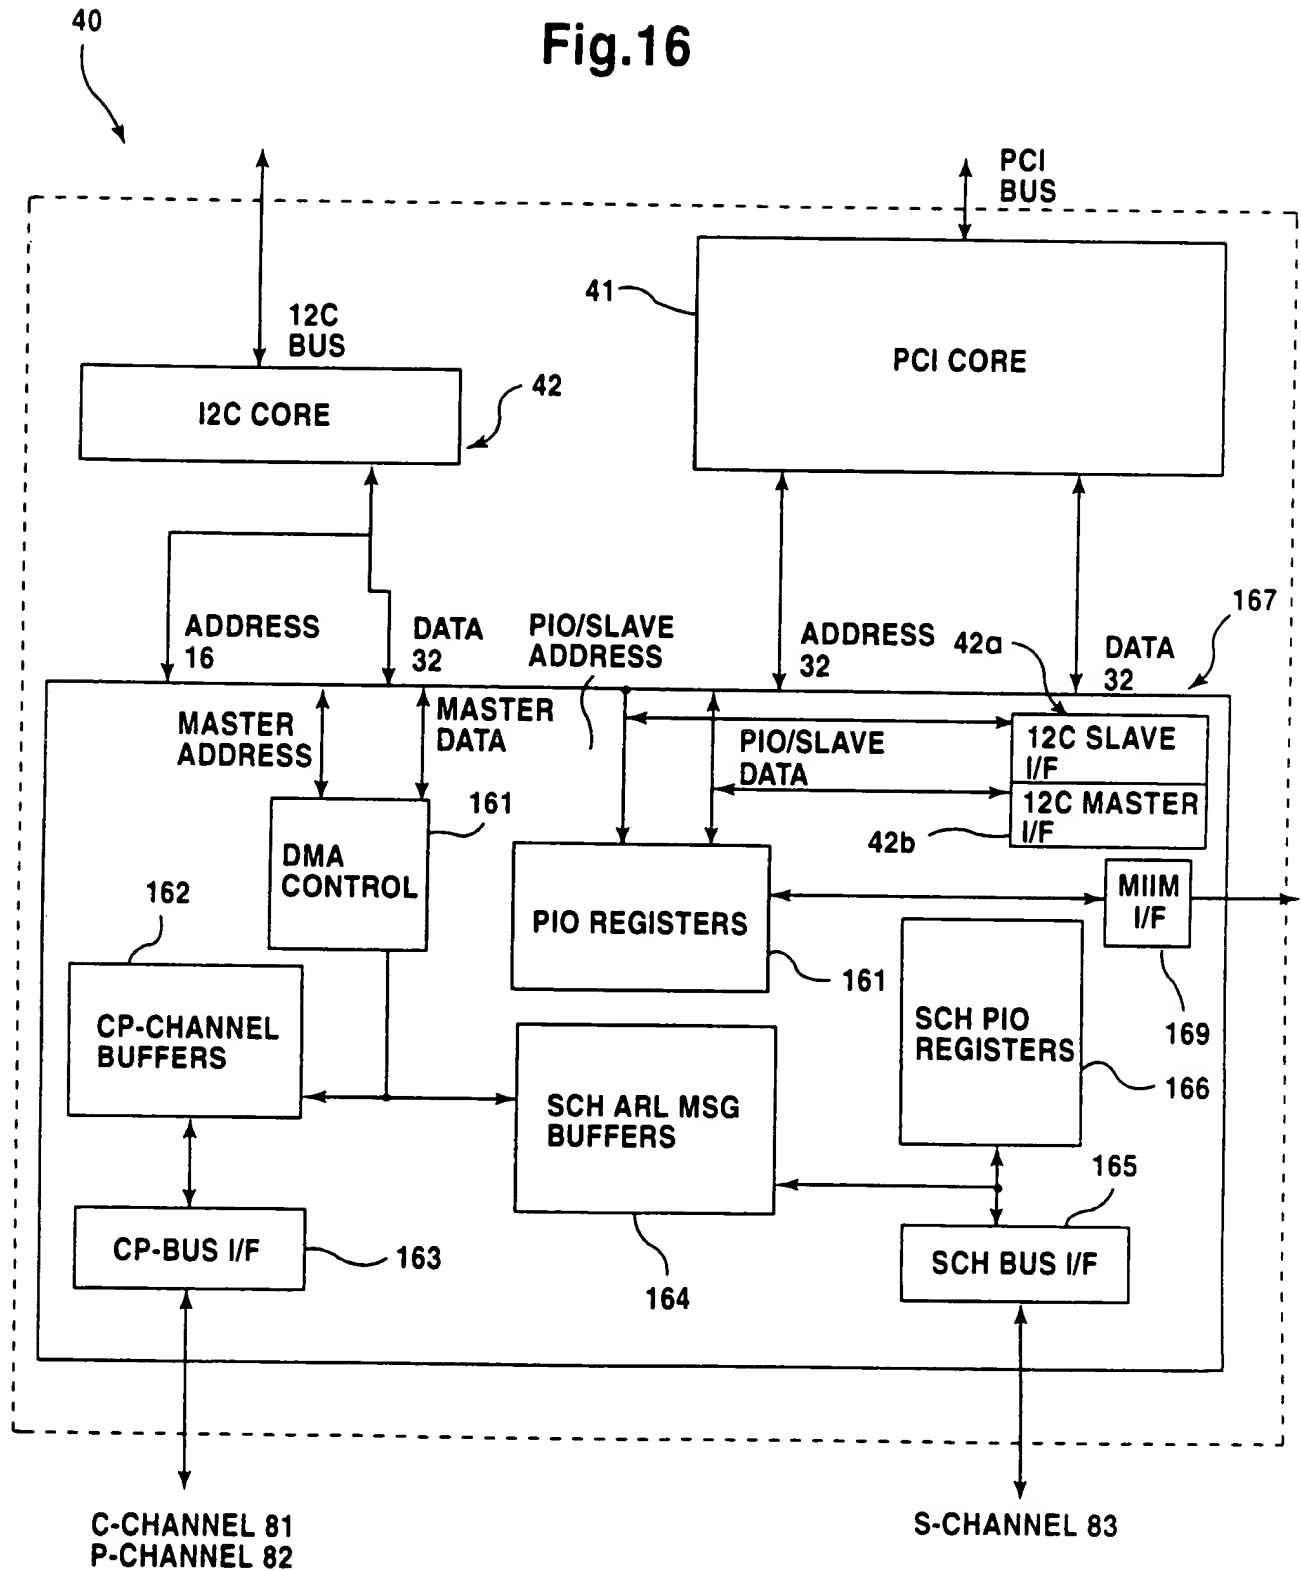 Fig.16
40
PCI
BUS
41
12C
BUS
PCI CORE
I2C CORE
42
167
ADDRESS
16
DATA
32
PIO/SLAVE
ADDRESS
ADDRESS
32
42a
DATA
32
MASTER
ADDRESS
MASTER
DATA
PIO/SLAVE
DATA
12C SLAVE
I/F
12C MASTER
I/F
42b
161
DMA
CONTROL
162
PIO REGISTERS
MIIM
I/F
161
169
CP-CHANNEL
BUFFERS
SCH PIO
REGISTERS
166
SCH ARL MSG
BUFFERS
165
CP-BUS I/F
163
164
SCH BUS I/F
C-CHANNEL 81
P-CHANNEL 82
S-CHANNEL 83